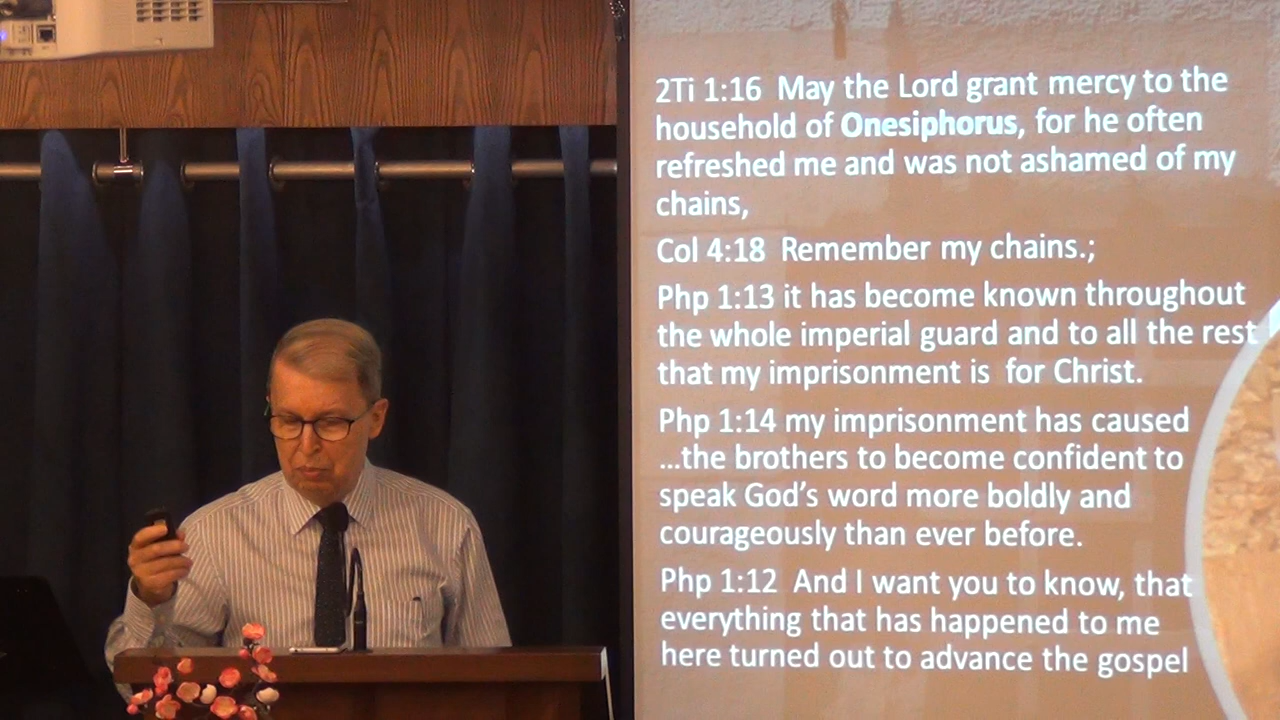 2Ti 1:16 May the Lord grant mercy to the
household of Onesiphorus, for he often
refreshed me and was not ashamed of my
chains,
Col 4:18 Remember my chains.;
Php 1:13 it has become known throughout
the whole imperial guard and to all the rest
that my imprisonment is for Christ.
Php 1:14 my imprisonment has caused
...the brothers to become confident to
speak God's word more boldly and
courageously than ever before.
Php 1:12 And I want you to know, that
everything that has happened to me
here turned out to advance the gospel